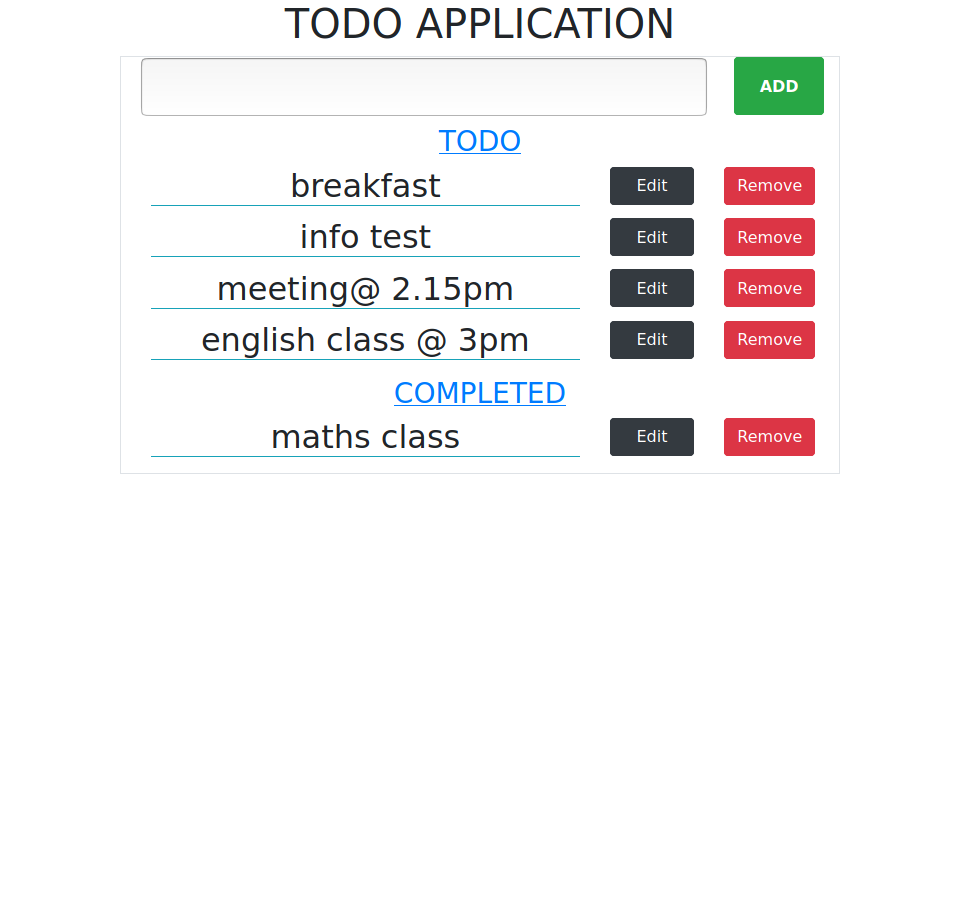 TODO APPLICATION
ADD
TODO
breakfast Edit Remove
info test Edit Remove
meeting@ 2.15pm Edit Remove
english class @ 3pm Edit Remove
COMPLETED
maths class Edit Remove